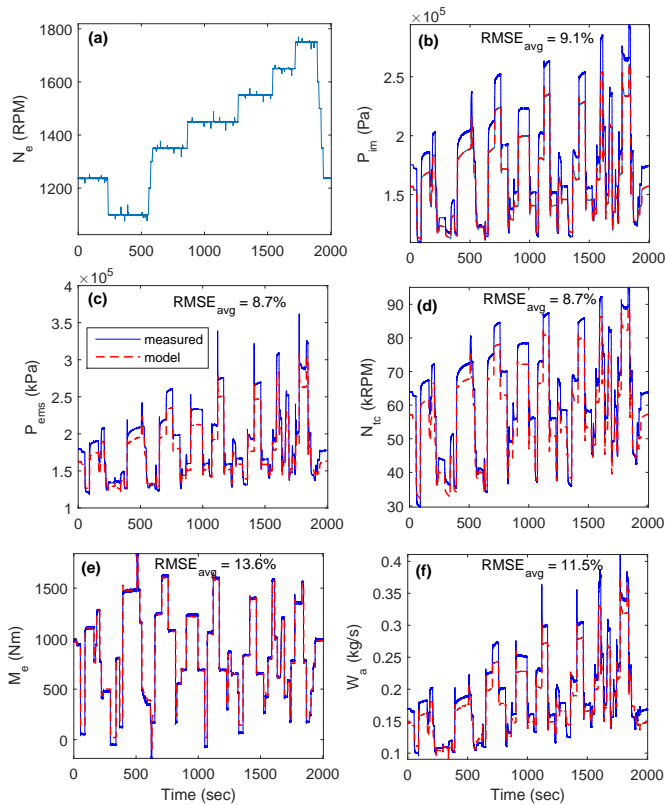 (a)
N_e (RPM)
1800
1600
1400
1200
0 500 1000 1500 2000
(b)
× 10^5
RMSE_avg = 9.1%
P_im (Pa)
2.5
2
1.5
0 500 1000 1500 2000
(c)
× 10^5
RMSE_avg = 8.7%
measured
model
P_ems (kPa)
4
3.5
3
2.5
2
1.5
1
0 500 1000 1500 2000
(d)
RMSE_avg = 8.7%
N_tc (kRPM)
90
80
70
60
50
40
30
0 500 1000 1500 2000
(e)
RMSE_avg = 13.6%
M_e (Nm)
1500
1000
500
0
0 500 1000 1500 2000
Time (sec)
(f)
RMSE_avg = 11.5%
W_a (kg/s)
0.4
0.35
0.3
0.25
0.2
0.15
0.1
0 500 1000 1500 2000
Time (sec)